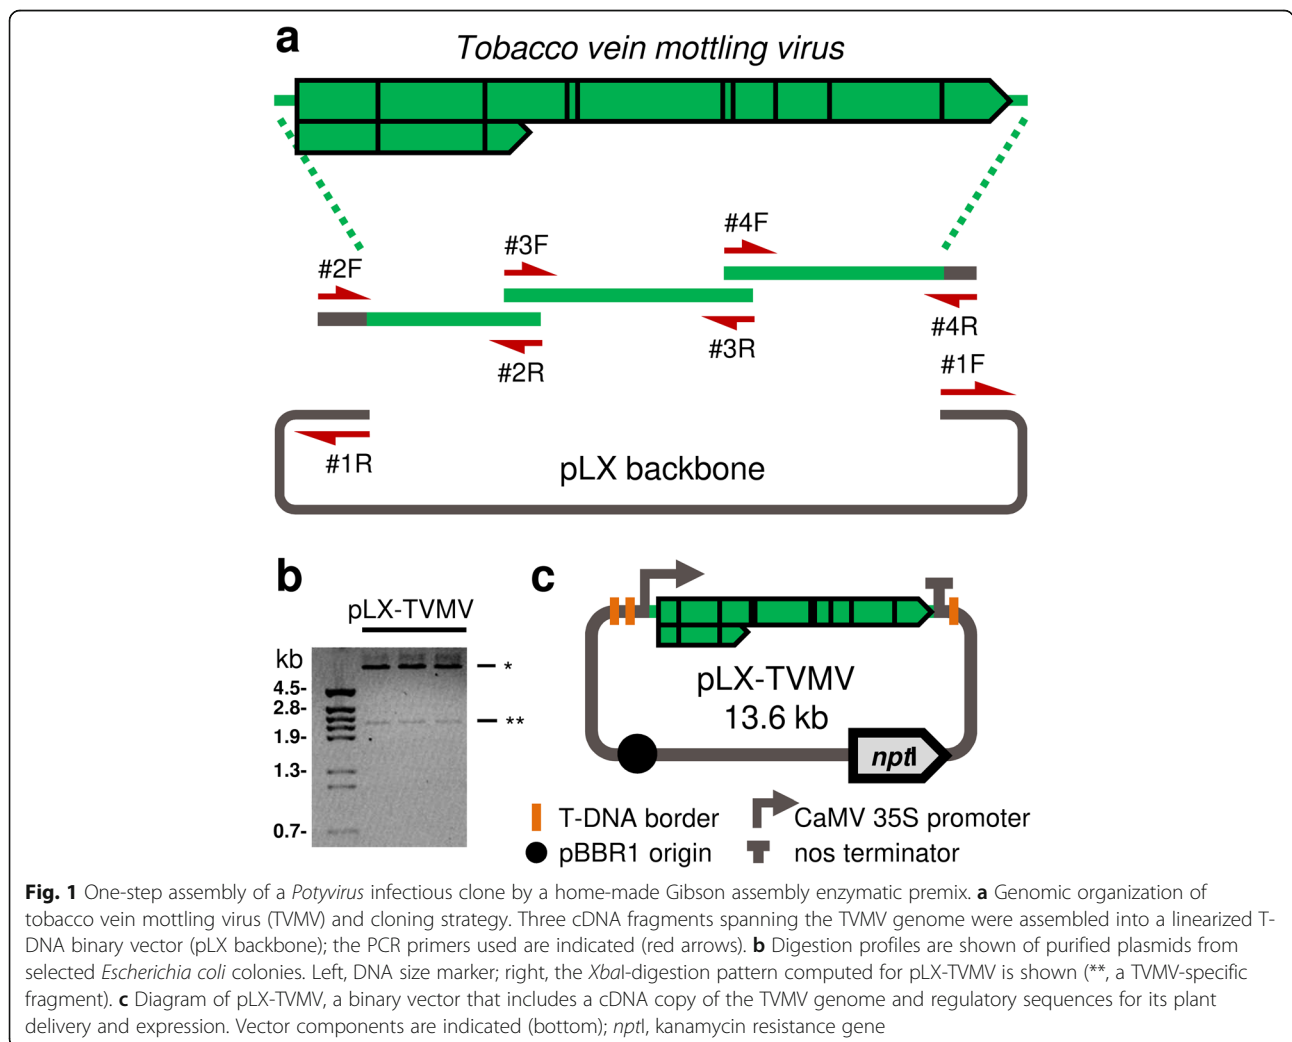 a
Tobacco vein mottling virus
#4F
#3F
#2F
#4R
#3R
#2R
#1F
#1R
pLX backbone
b
pLX-TVMV
kb
4.5-
2.8-
1.9-
1.3-
0.7-
*
**
c
pLX-TVMV
13.6 kb
nptI
T-DNA border
CaMV 35S promoter
pBBR1 origin
nos terminator
Fig. 1 One-step assembly of a Potyvirus infectious clone by a home-made Gibson assembly enzymatic premix. a Genomic organization of
tobacco vein mottling virus (TVMV) and cloning strategy. Three cDNA fragments spanning the TVMV genome were assembled into a linearized T-
DNA binary vector (pLX backbone); the PCR primers used are indicated (red arrows). b Digestion profiles are shown of purified plasmids from
selected Escherichia coli colonies. Left, DNA size marker; right, the XbaI-digestion pattern computed for pLX-TVMV is shown (**, a TVMV-specific
fragment). c Diagram of pLX-TVMV, a binary vector that includes a cDNA copy of the TVMV genome and regulatory sequences for its plant
delivery and expression. Vector components are indicated (bottom); nptI, kanamycin resistance gene